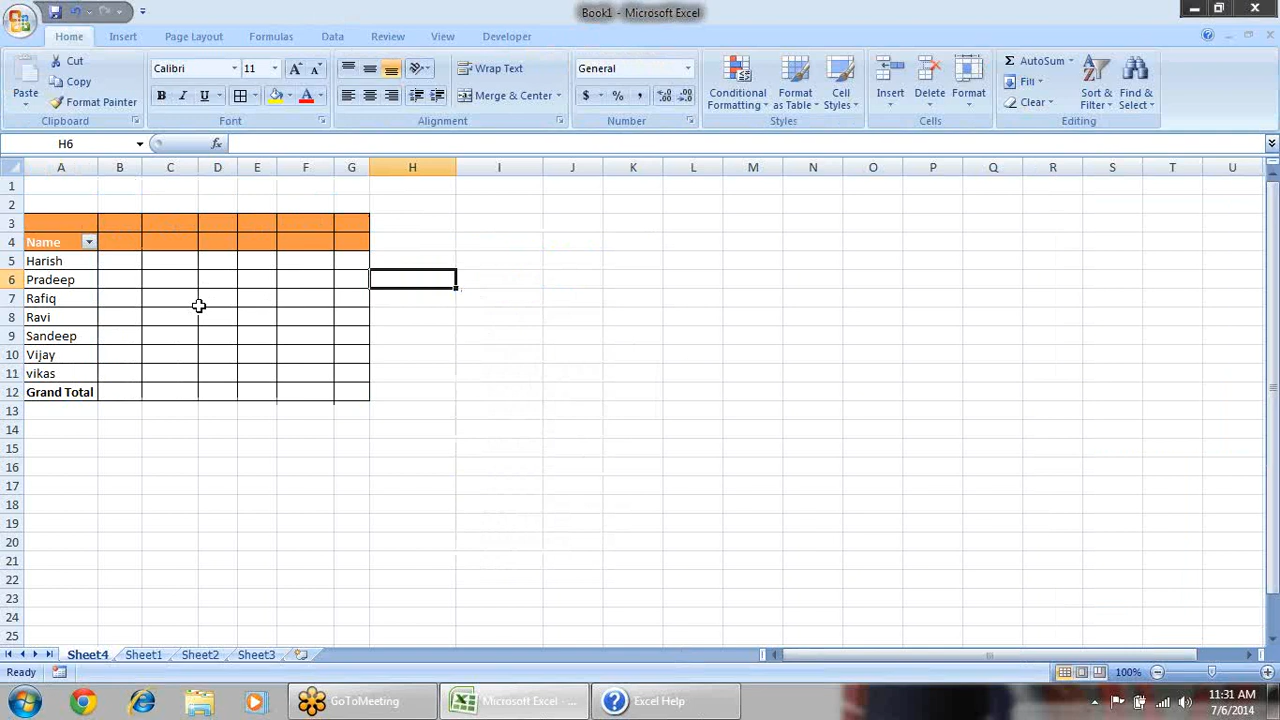 Book1 - Microsoft Excel
Home Insert Page Layout Formulas Data Review View Developer
Cut
Copy
Format Painter
Paste
Clipboard
Calibri 11
B I U
Font
Wrap Text
Merge & Center
Alignment
General
$ % ,
Number
Conditional Formatting
Format as Table
Cell Styles
Styles
Insert Delete Format
Cells
AutoSum
Fill
Clear
Sort & Filter
Find & Select
Editing
H6 fx
A B C D E F G H I J K L M N O P Q R S T U
1
2
3
4 Name
5 Harish
6 Pradeep
7 Rafiq
8 Ravi
9 Sandeep
10 Vijay
11 vikas
12 Grand Total
13
14
15
16
17
18
19
20
21
22
23
24
25
Sheet4 Sheet1 Sheet2 Sheet3
Ready 100%
GoToMeeting Microsoft Excel - ... Excel Help
11:31 AM
7/6/2014